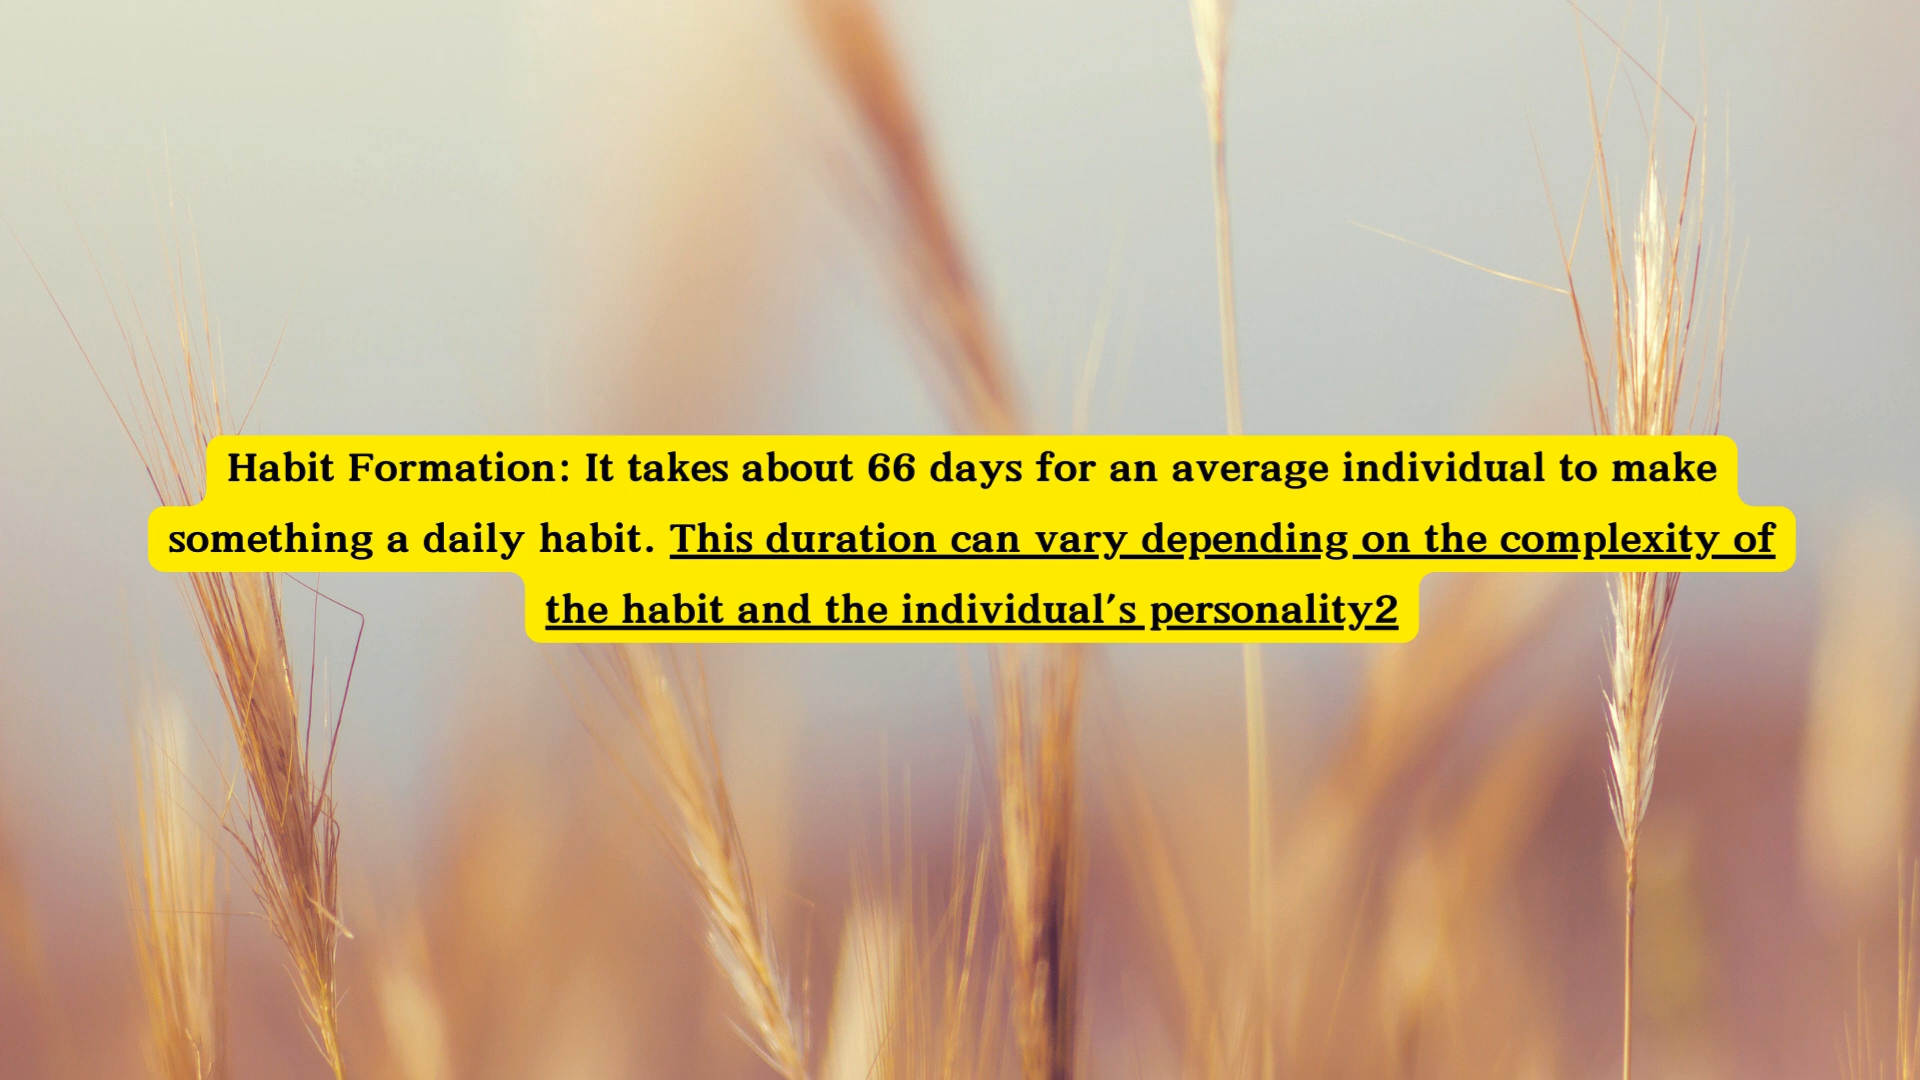 Habit Formation: It takes about 66 days for an average individual to make
something a daily habit. This duration can vary depending on the complexity of
the habit and the individual's personality2